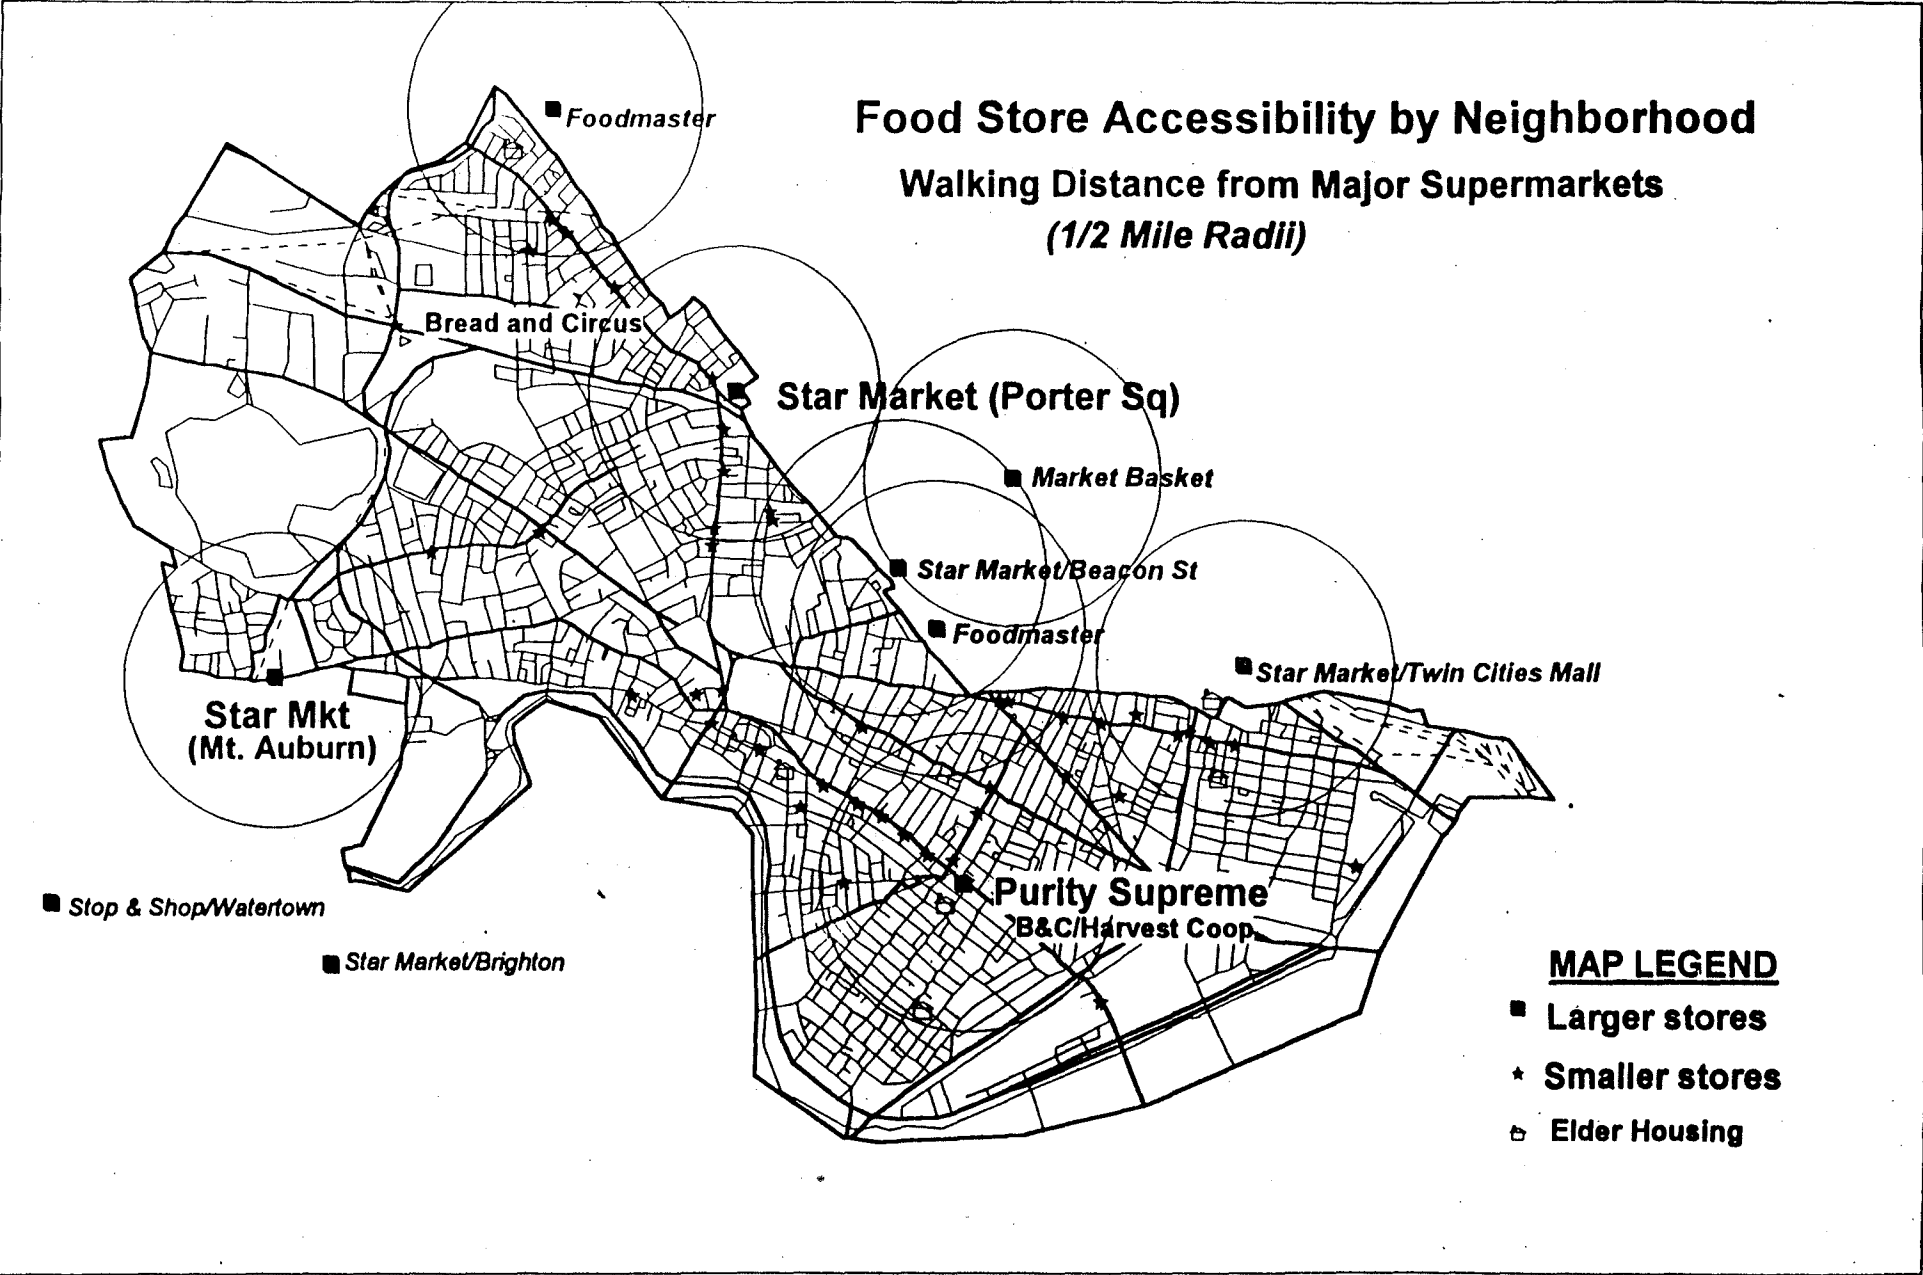 Food Store Accessibility by Neighborhood
Walking Distance from Major Supermarkets
(1/2 Mile Radii)
Foodmaster
Bread and Circus
Star Market (Porter Sq)
Market Basket
Star Market/Beacon St
Foodmaster
Star Market/Twin Cities Mall
Star Mkt
(Mt. Auburn)
Purity Supreme
B&C/Harvest Coop
Stop & Shop/Watertown
Star Market/Brighton
MAP LEGEND
Larger stores
Smaller stores
Elder Housing